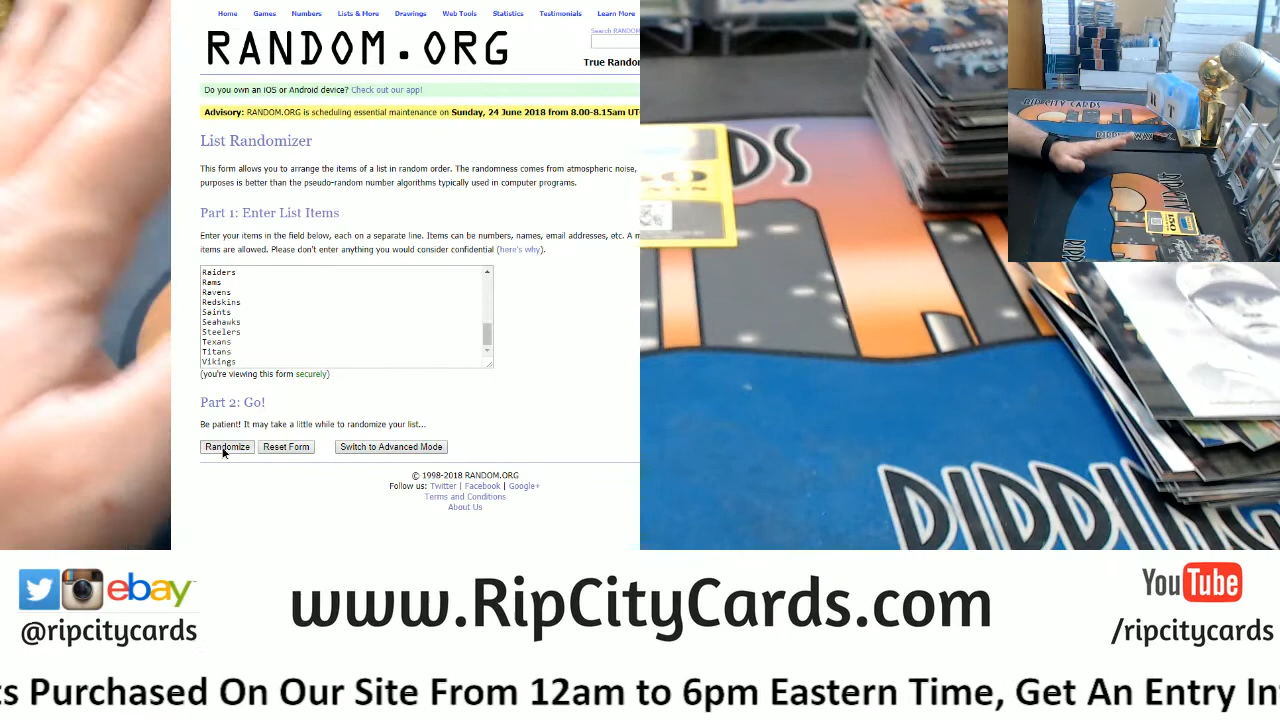 Home Games Numbers Lists & More Drawings Web Tools Statistics Testimonials Learn More
RANDOM.ORG
Search RANDOM
True Random
Do you own an iOS or Android device? Check out our app!
Advisory: RANDOM.ORG is scheduling essential maintenance on Sunday, 24 June 2018 from 8.00-8.15am UT
List Randomizer
This form allows you to arrange the items of a list in random order. The randomness comes from atmospheric noise,
purposes is better than the pseudo-random number algorithms typically used in computer programs.
Part 1: Enter List Items
Enter your items in the field below, each on a separate line. Items can be numbers, names, email addresses, etc. A m
items are allowed. Please don't enter anything you would consider confidential (here's why).
Raiders
Rams
Ravens
Redskins
Saints
Seahawks
Steelers
Texans
Titans
Vikings
(you're viewing this form securely)
Part 2: Go!
Be patient! It may take a little while to randomize your list...
Randomize Reset Form Switch to Advanced Mode
© 1998-2018 RANDOM.ORG
Follow us: Twitter | Facebook | Google+
Terms and Conditions
About Us
RIP CITY CARDS
DS
DIDDING
ebay
@ripcitycards
www.RipCityCards.com
YouTube
/ripcitycards
ts Purchased On Our Site From 12am to 6pm Eastern Time, Get An Entry In